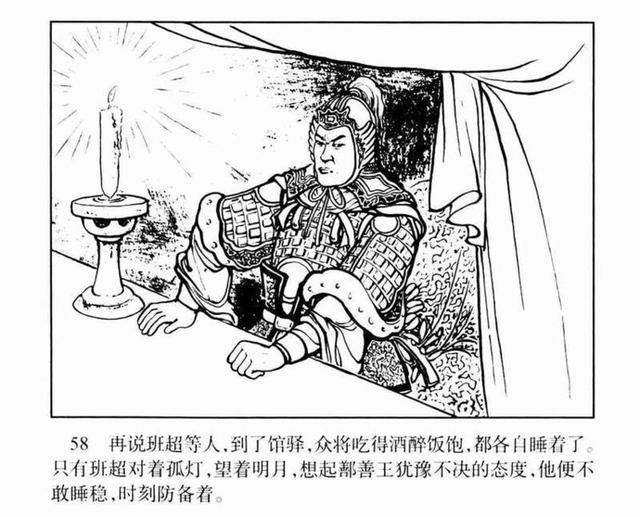 58 再说班超等人，到了馆驿，众将吃得酒醉饭饱，都各自睡着了。
只有班超对着孤灯，望着明月，想起鄯善王犹豫不决的态度，他便不
敢睡稳，时刻防备着。